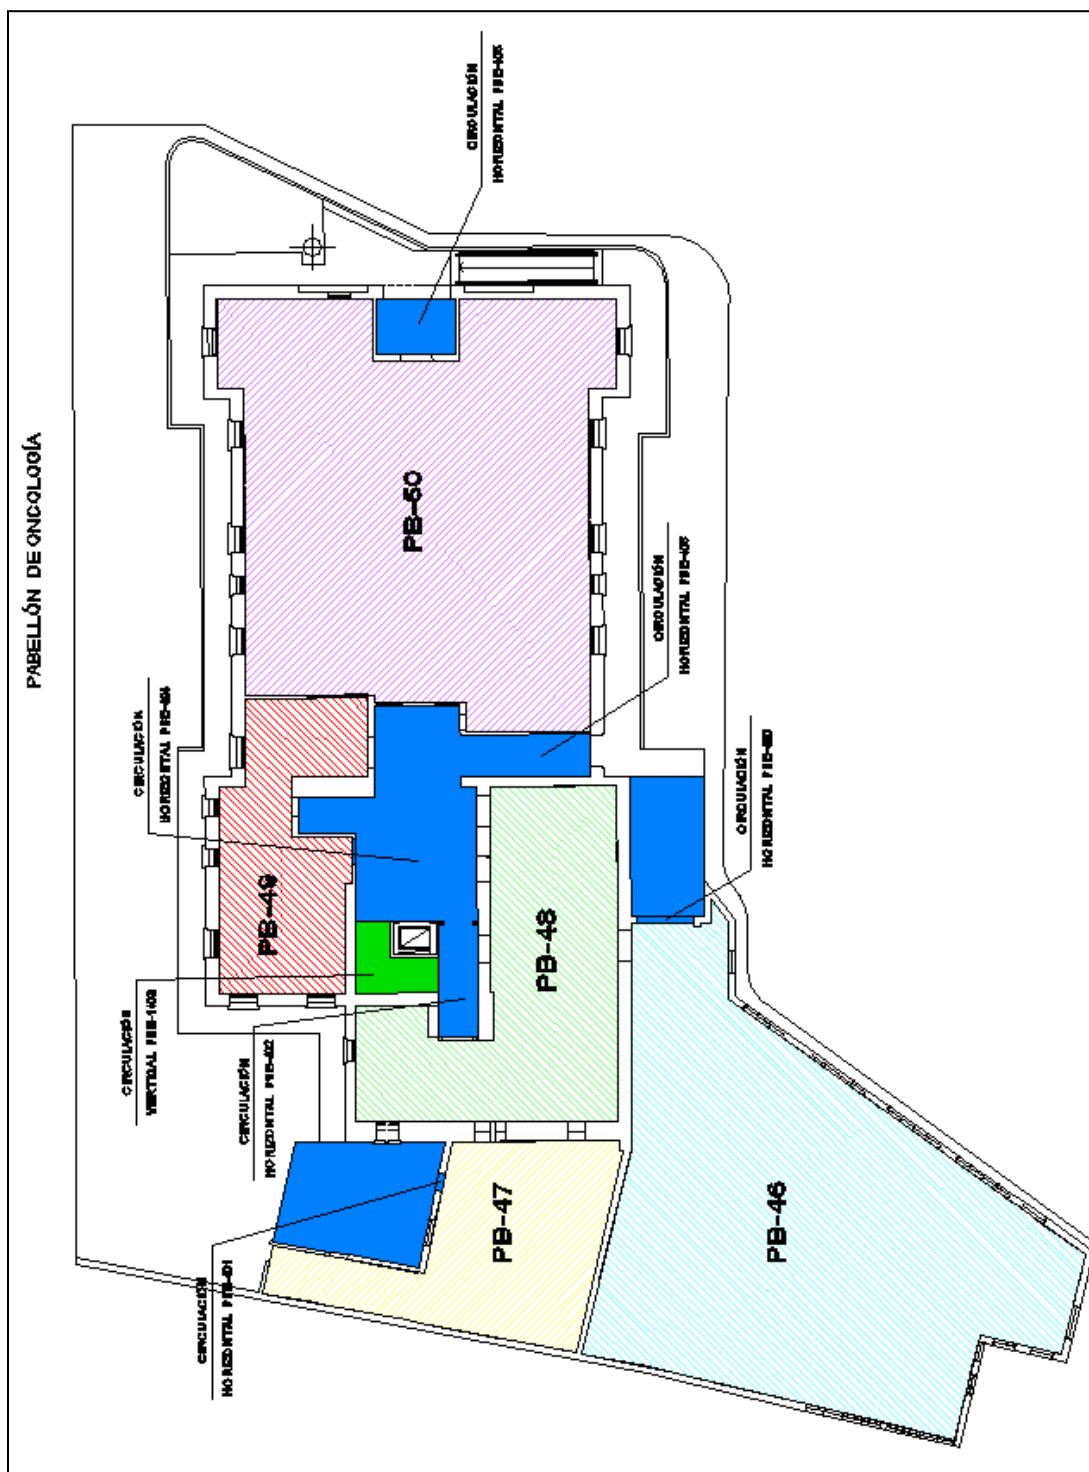 PABELLÓN DE ONCOLOGÍA
CIRCULACIÓN
HORIZONTAL
CIRCULACIÓN
HORIZONTAL
CIRCULACIÓN
HORIZONTAL
CIRCULACIÓN
HORIZONTAL
CIRCULACIÓN
VERTICAL
CIRCULACIÓN
HORIZONTAL
CIRCULACIÓN
HORIZONTAL
PB-50
PB-49
PB-48
PB-47
PB-46